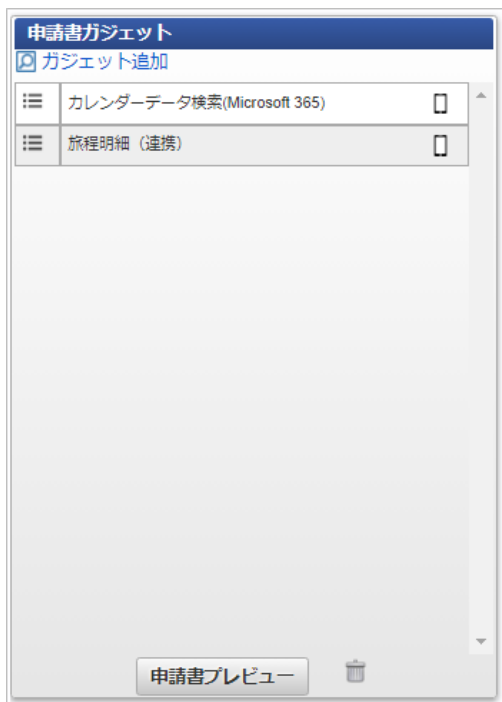 申請書ガジェット
ガジェット追加
カレンダーデータ検索(Microsoft 365)
旅程明細（連携）
申請書プレビュー